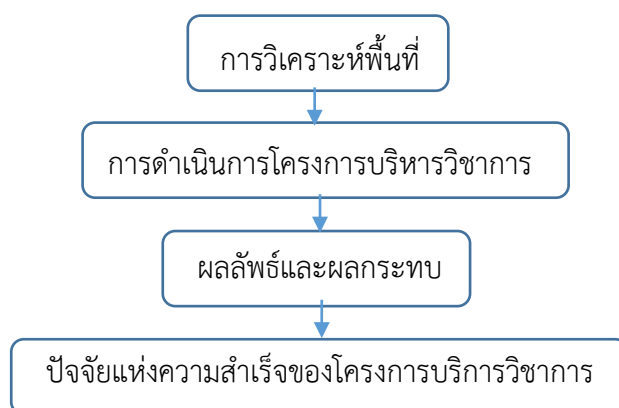 การวิเคราะห์พื้นที่
การดำเนินการโครงการบริหารวิชาการ
ผลลัพธ์และผลกระทบ
ปัจจัยแห่งความสำเร็จของโครงการบริการวิชาการ